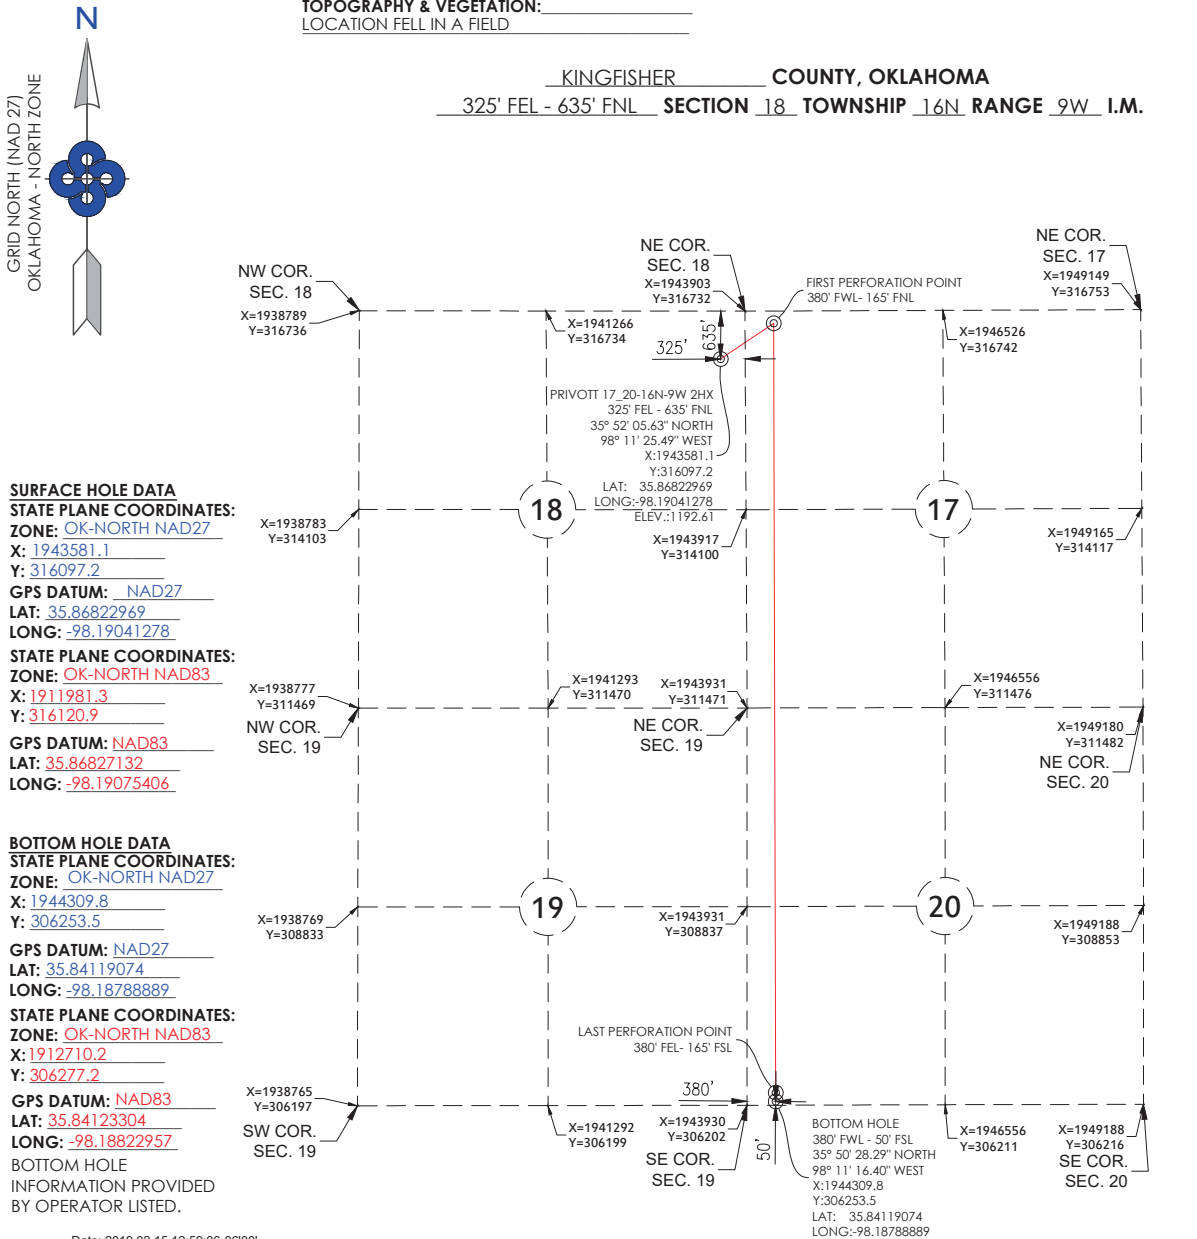 TOPOGRAPHY & VEGETATION:
LOCATION FELL IN A FIELD
N
GRID NORTH (NAD 27)
OKLAHOMA - NORTH ZONE
KINGFISHER COUNTY, OKLAHOMA
325' FEL - 635' FNL SECTION 18 TOWNSHIP 16N RANGE 9W I.M.
NW COR.
SEC. 18
X=1938789
Y=316736
X=1941266
Y=316734
NE COR.
SEC. 18
X=1943903
Y=316732
FIRST PERFORATION POINT
380' FWL- 165' FNL
NE COR.
SEC. 17
X=1949149
Y=316753
X=1946526
Y=316742
635'
325'
PRIVOTT 17_20-16N-9W 2HX
325' FEL - 635' FNL
35° 52' 05.63" NORTH
98° 11' 25.49" WEST
X:1943581.1
Y:316097.2
LAT: 35.86822969
LONG:-98.19041278
ELEV.:1192.61
18
17
X=1938783
Y=314103
X=1943917
Y=314100
X=1949165
Y=314117
SURFACE HOLE DATA
STATE PLANE COORDINATES:
ZONE: OK-NORTH NAD27
X: 1943581.1
Y: 316097.2
GPS DATUM: NAD27
LAT: 35.86822969
LONG: -98.19041278
STATE PLANE COORDINATES:
ZONE: OK-NORTH NAD83
X: 1911981.3
Y: 316120.9
GPS DATUM: NAD83
LAT: 35.86827132
LONG: -98.19075406
X=1938777
Y=311469
NW COR.
SEC. 19
X=1941293
Y=311470
X=1943931
Y=311471
NE COR.
SEC. 19
X=1946556
Y=311476
X=1949180
Y=311482
NE COR.
SEC. 20
BOTTOM HOLE DATA
STATE PLANE COORDINATES:
ZONE: OK-NORTH NAD27
X: 1944309.8
Y: 306253.5
GPS DATUM: NAD27
LAT: 35.84119074
LONG: -98.18788889
STATE PLANE COORDINATES:
ZONE: OK-NORTH NAD83
X: 1912710.2
Y: 306277.2
GPS DATUM: NAD83
LAT: 35.84123304
LONG: -98.18822957
BOTTOM HOLE
INFORMATION PROVIDED
BY OPERATOR LISTED.
19
20
X=1938769
Y=308833
X=1943931
Y=308837
X=1949188
Y=308853
LAST PERFORATION POINT
380' FEL- 165' FSL
380'
50'
X=1938765
Y=306197
SW COR.
SEC. 19
X=1941292
Y=306199
X=1943930
Y=306202
SE COR.
SEC. 19
BOTTOM HOLE
380' FWL - 50' FSL
35° 50' 28.29" NORTH
98° 11' 16.40" WEST
X:1944309.8
Y:306253.5
LAT: 35.84119074
LONG:-98.18788889
X=1946556
Y=306211
X=1949188
Y=306216
SE COR.
SEC. 20